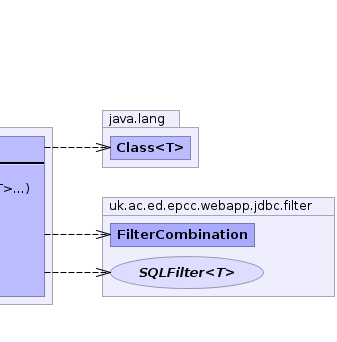 java.lang
Class<T>
T>...)
uk.ac.ed.epcc.webapp.jdbc.filter
FilterCombination
SQLFilter<T>